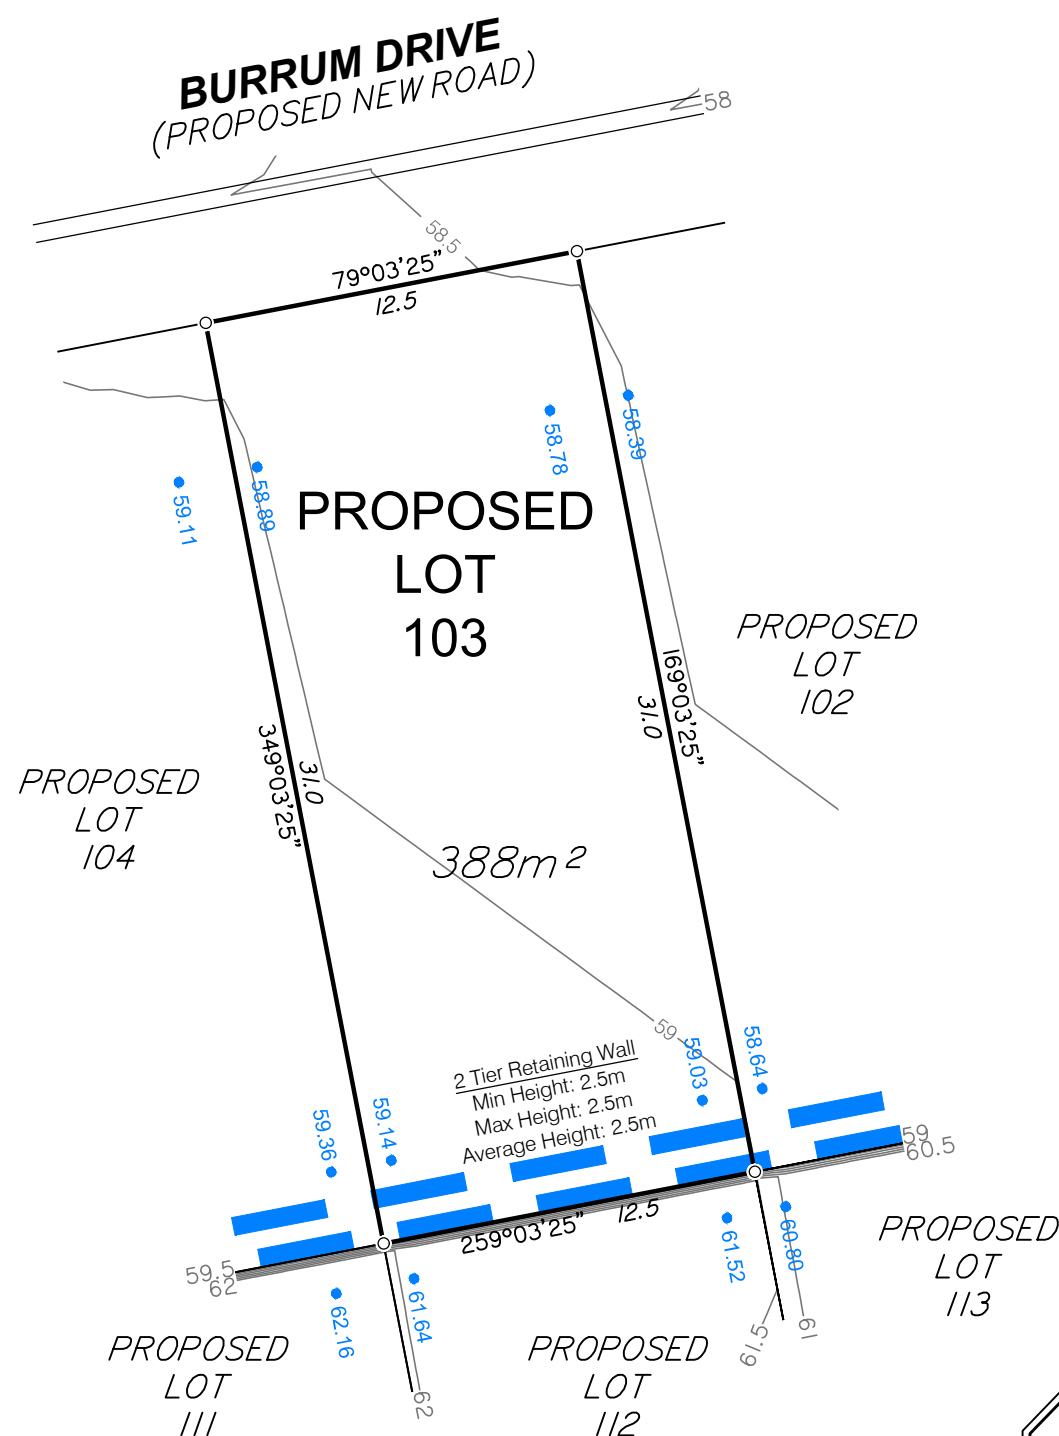 BURRUM DRIVE
(PROPOSED NEW ROAD)
58
58.5
79°03'25"
12.5
58.39
58.78
58.89
59.11
PROPOSED
LOT
103
PROPOSED
LOT
102
169°03'25"
31.0
349°03'25"
31.0
PROPOSED
LOT
104
388m²
59
59.03
58.64
2 Tier Retaining Wall
Min Height: 2.5m
Max Height: 2.5m
Average Height: 2.5m
59.36
59.14
59
60.5
259°03'25"
12.5
59.5
62
61.52
60.80
62.16
61.64
PROPOSED
LOT
113
61.5
61
PROPOSED
LOT
111
62
PROPOSED
LOT
112